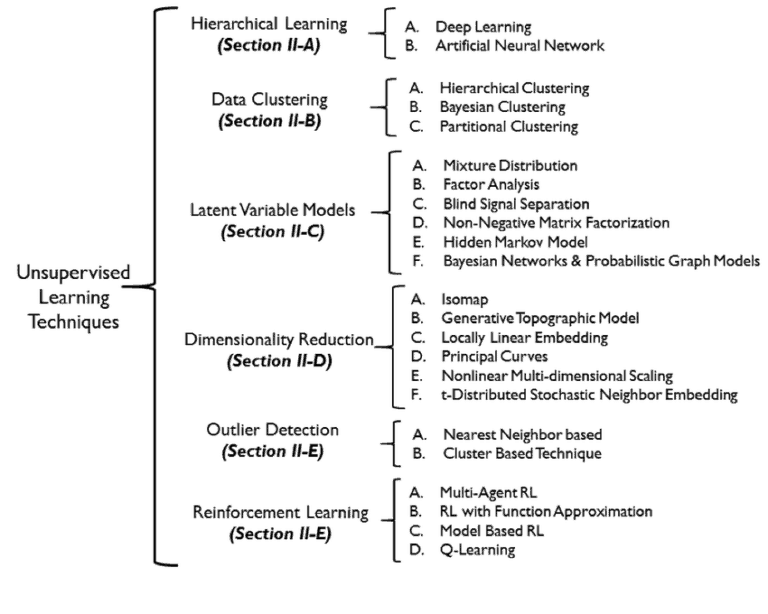 Unsupervised
Learning
Techniques
Hierarchical Learning
(Section II-A)
A. Deep Learning
B. Artificial Neural Network
Data Clustering
(Section II-B)
A. Hierarchical Clustering
B. Bayesian Clustering
C. Partitional Clustering
Latent Variable Models
(Section II-C)
A. Mixture Distribution
B. Factor Analysis
C. Blind Signal Separation
D. Non-Negative Matrix Factorization
E. Hidden Markov Model
F. Bayesian Networks & Probabilistic Graph Models
Dimensionality Reduction
(Section II-D)
A. Isomap
B. Generative Topographic Model
C. Locally Linear Embedding
D. Principal Curves
E. Nonlinear Multi-dimensional Scaling
F. t-Distributed Stochastic Neighbor Embedding
Outlier Detection
(Section II-E)
A. Nearest Neighbor based
B. Cluster Based Technique
Reinforcement Learning
(Section II-E)
A. Multi-Agent RL
B. RL with Function Approximation
C. Model Based RL
D. Q-Learning